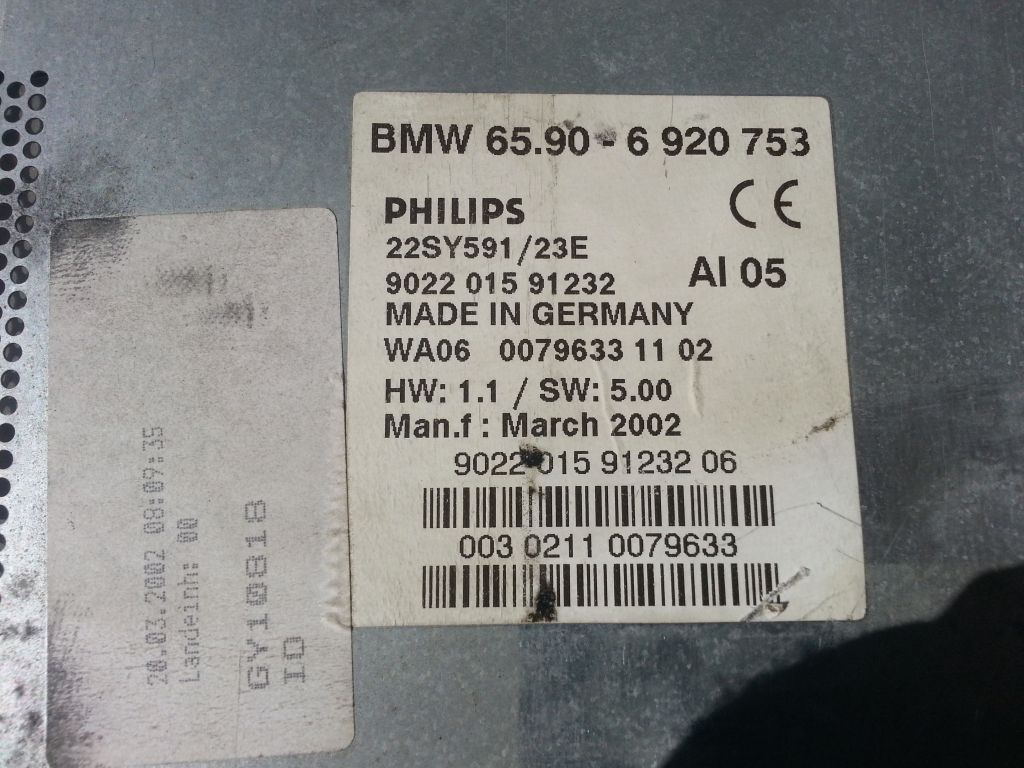 BMW 65.90 - 6 920 753
PHILIPS
CE
22SY591/23E
9022 015 91232
AI 05
MADE IN GERMANY
WA06 0079633 11 02
HW: 1.1 / SW: 5.00
Man.f : March 2002
9022 015 91232 06
003 0211 0079633
20.03.2002 08:09:35
Landeinh: 00
GY10818
ID